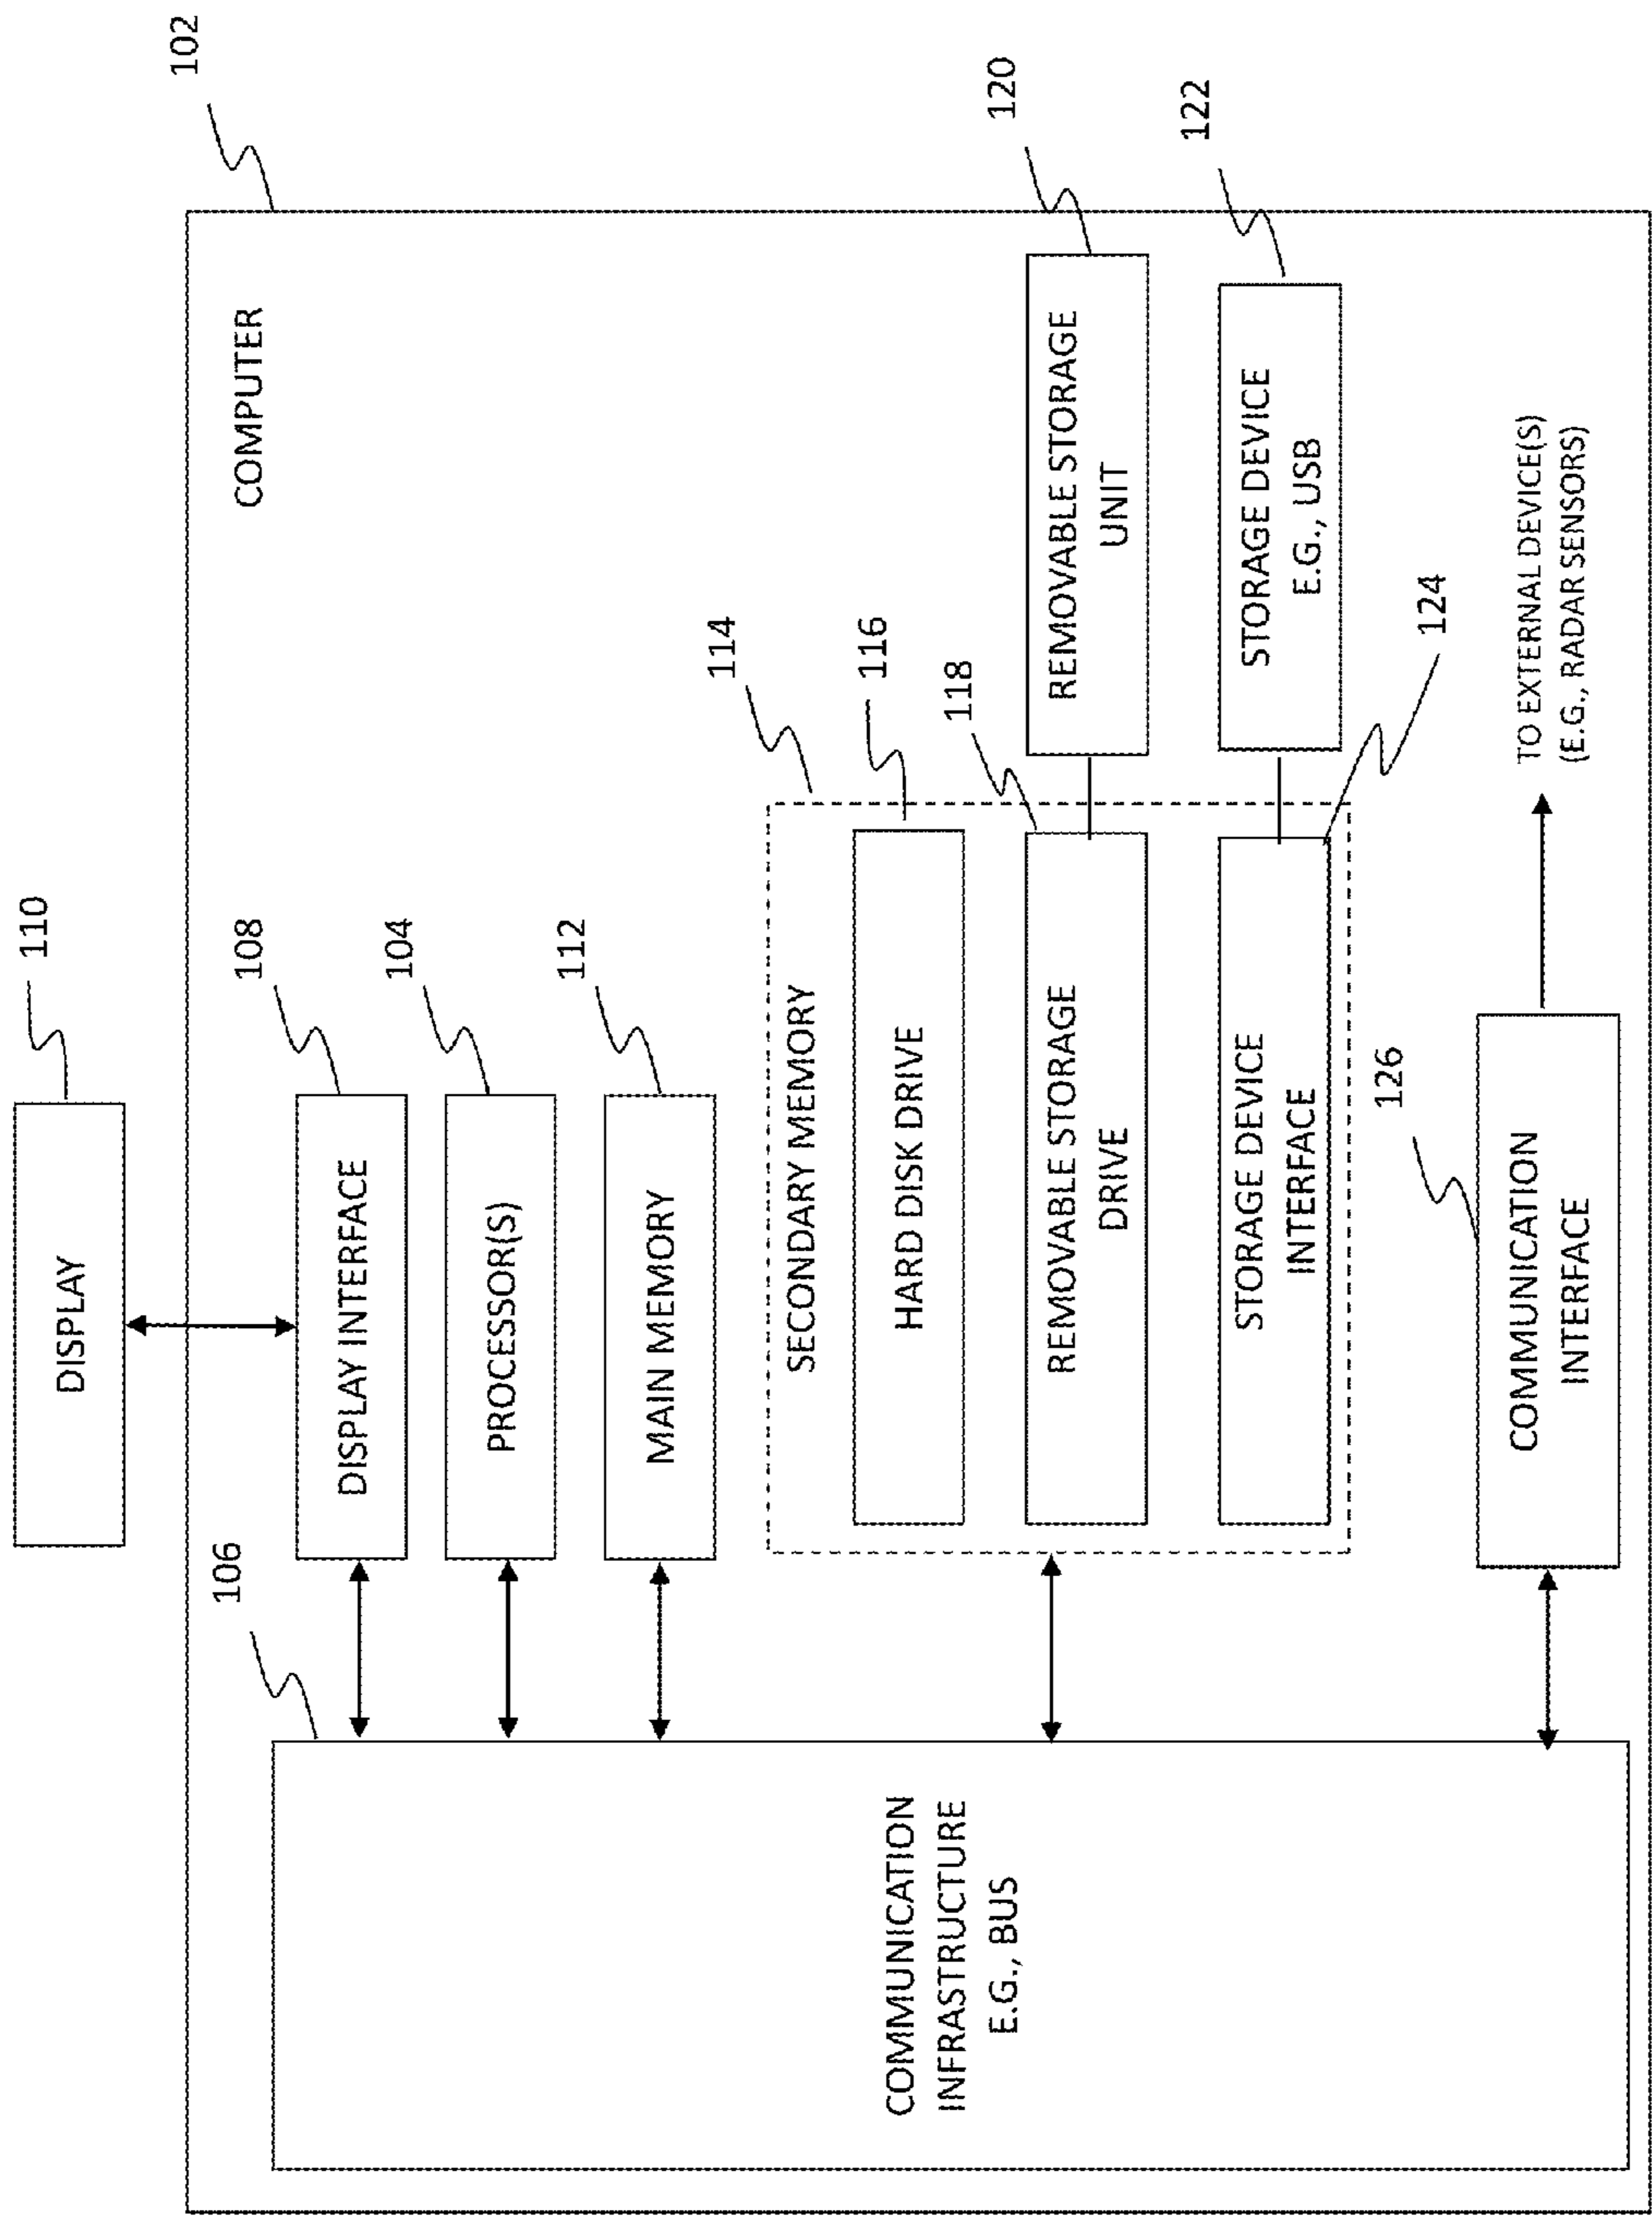 110
DISPLAY
102
COMPUTER
106
DISPLAY INTERFACE
108
PROCESSOR(S)
104
MAIN MEMORY
112
114
SECONDARY MEMORY
116
HARD DISK DRIVE
118
REMOVABLE STORAGE
DRIVE
120
REMOVABLE STORAGE
UNIT
122
STORAGE DEVICE
E.G., USB
STORAGE DEVICE
INTERFACE
124
COMMUNICATION
INFRASTRUCTURE
E.G., BUS
126
COMMUNICATION
INTERFACE
TO EXTERNAL DEVICE(S)
(E.G., RADAR SENSORS)